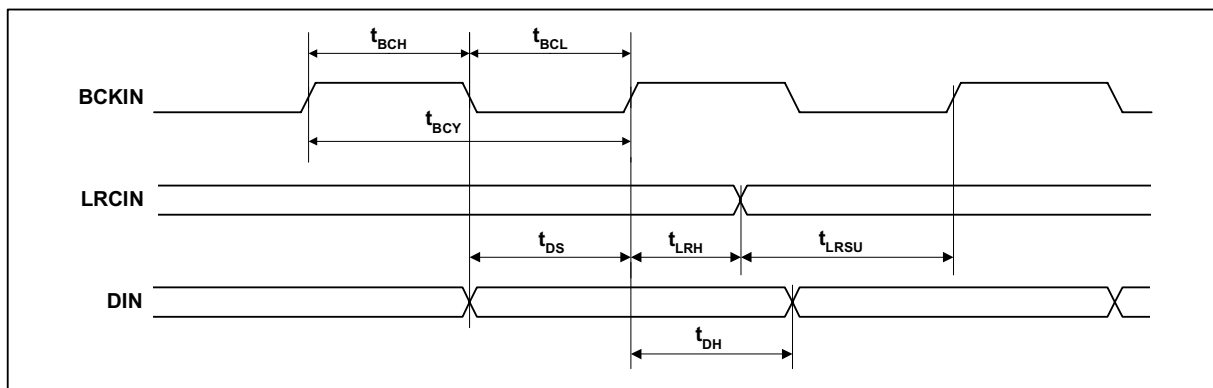 tBCH
tBCL
BCKIN
tBCY
LRCIN
tDS
tLRH
tLRSU
DIN
tDH